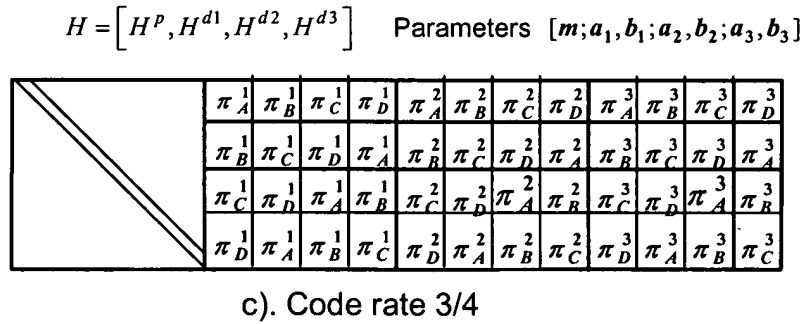 H = [H^p, H^{d1}, H^{d2}, H^{d3}] Parameters [m; a_1, b_1; a_2, b_2; a_3, b_3]
π_A^1 π_B^1 π_C^1 π_D^1 π_A^2 π_B^2 π_C^2 π_D^2 π_A^3 π_B^3 π_C^3 π_D^3
π_B^1 π_C^1 π_D^1 π_A^1 π_B^2 π_C^2 π_D^2 π_A^2 π_B^3 π_C^3 π_D^3 π_A^3
π_C^1 π_D^1 π_A^1 π_B^1 π_C^2 π_D^2 π_A^2 π_B^2 π_C^3 π_D^3 π_A^3 π_B^3
π_D^1 π_A^1 π_B^1 π_C^1 π_D^2 π_A^2 π_B^2 π_C^2 π_D^3 π_A^3 π_B^3 π_C^3
c). Code rate 3/4